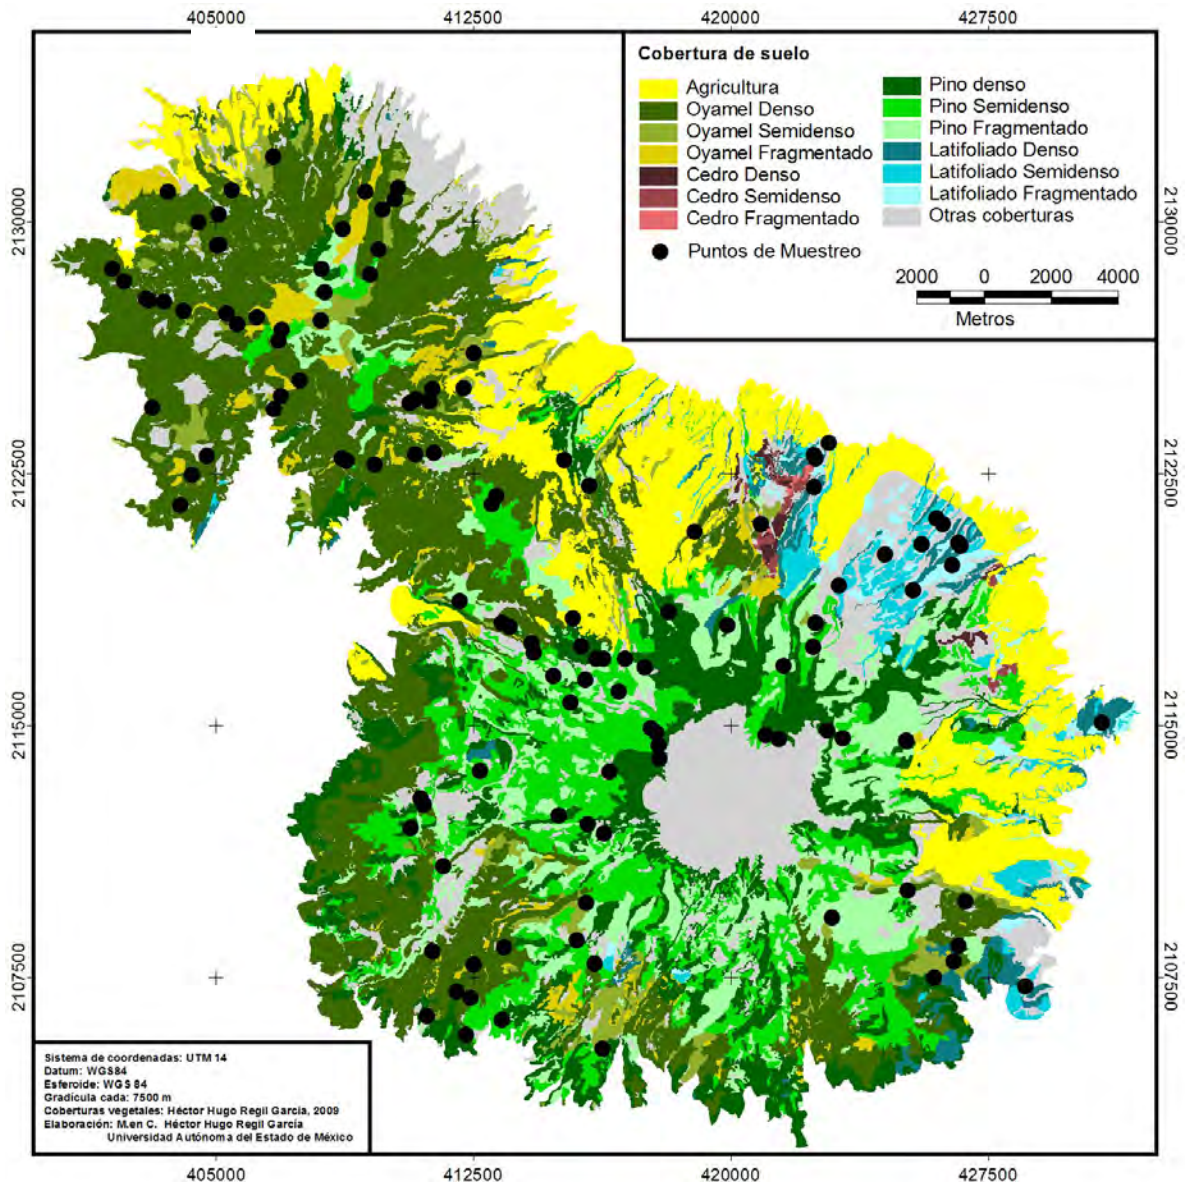 405000 412500 420000 427500
Cobertura de suelo
Agricultura
Oyamel Denso
Oyamel Semidenso
Oyamel Fragmentado
Cedro Denso
Cedro Semidenso
Cedro Fragmentado
Pino denso
Pino Semidenso
Pino Fragmentado
Latifoliado Denso
Latifoliado Semidenso
Latifoliado Fragmentado
Otras coberturas
Puntos de Muestreo
2000 0 2000 4000
Metros
2130000 2130000
2122500 2122500
2115000 2115000
2107500 2107500
Sistema de coordenadas: UTM 14
Datum: WGS84
Esferoide: WGS 84
Gradícula cada: 7500 m
Coberturas vegetales: Héctor Hugo Regil García, 2009
Elaboración: M.en C. Héctor Hugo Regil García
Universidad Autónoma del Estado de México
405000 412500 420000 427500